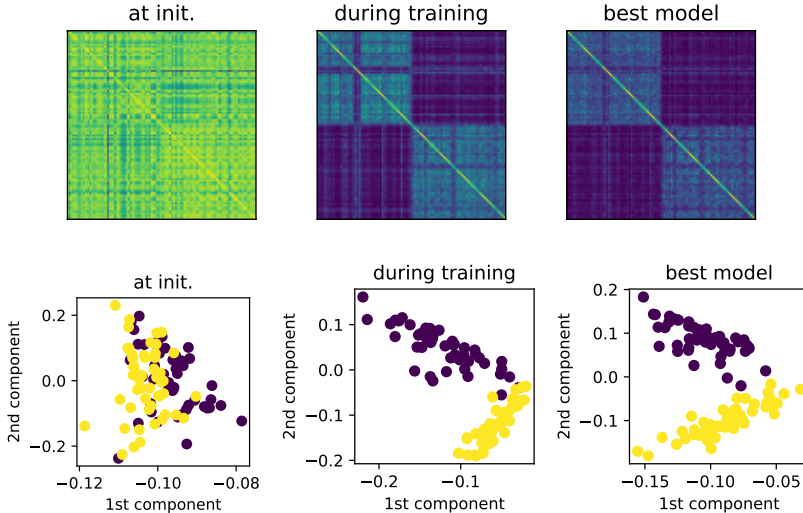 at init.
during training
best model
at init.
during training
best model
2nd component
0.2
0.0
−0.2
−0.12
−0.10
−0.08
1st component
2nd component
0.1
0.0
−0.1
−0.2
−0.2
−0.1
1st component
2nd component
0.2
0.1
0.0
−0.1
−0.15
−0.10
−0.05
1st component